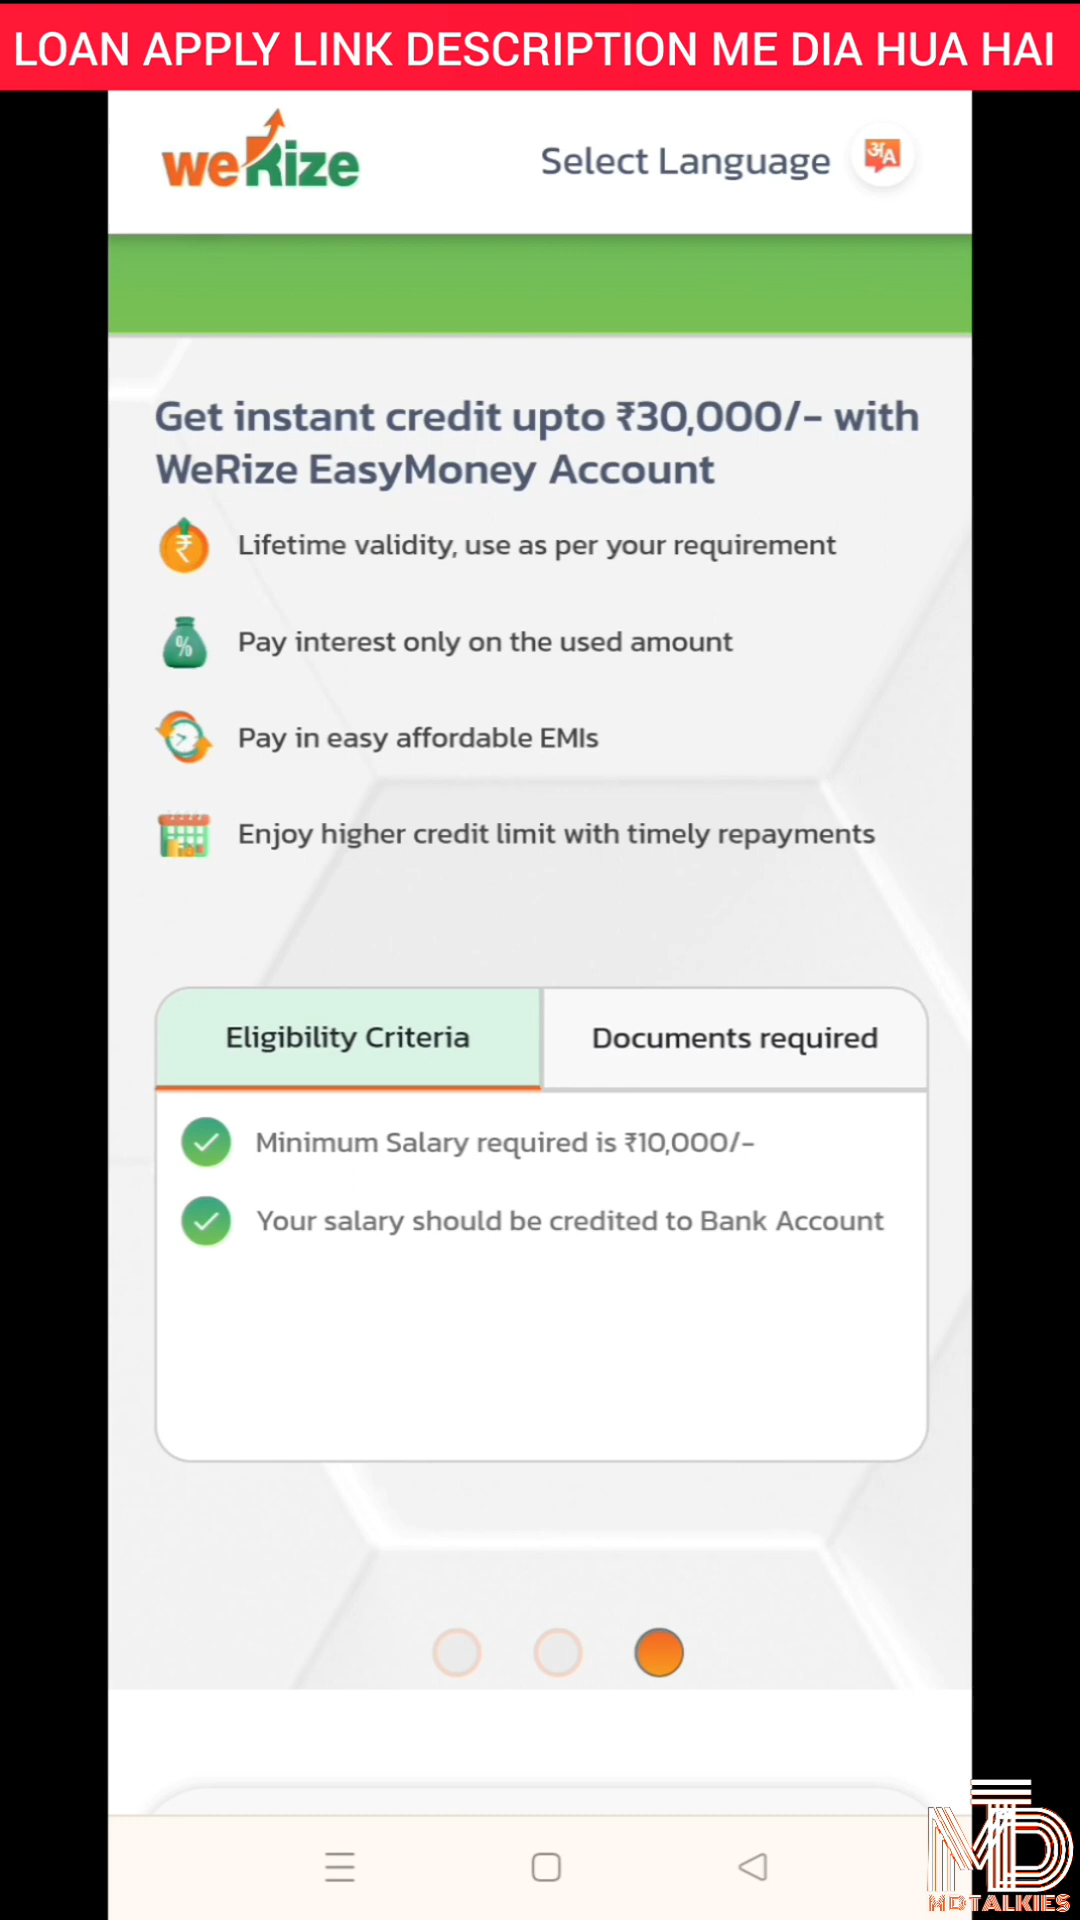 LOAN APPLY LINK DESCRIPTION ME DIA HUA HAI
weRize
Select Language
अA
Get instant credit upto ₹30,000/- with
WeRize EasyMoney Account
₹
Lifetime validity, use as per your requirement
%
Pay interest only on the used amount
Pay in easy affordable EMIs
Enjoy higher credit limit with timely repayments
Eligibility Criteria
Documents required
Minimum Salary required is ₹10,000/-
Your salary should be credited to Bank Account
MD
MDTALKIES